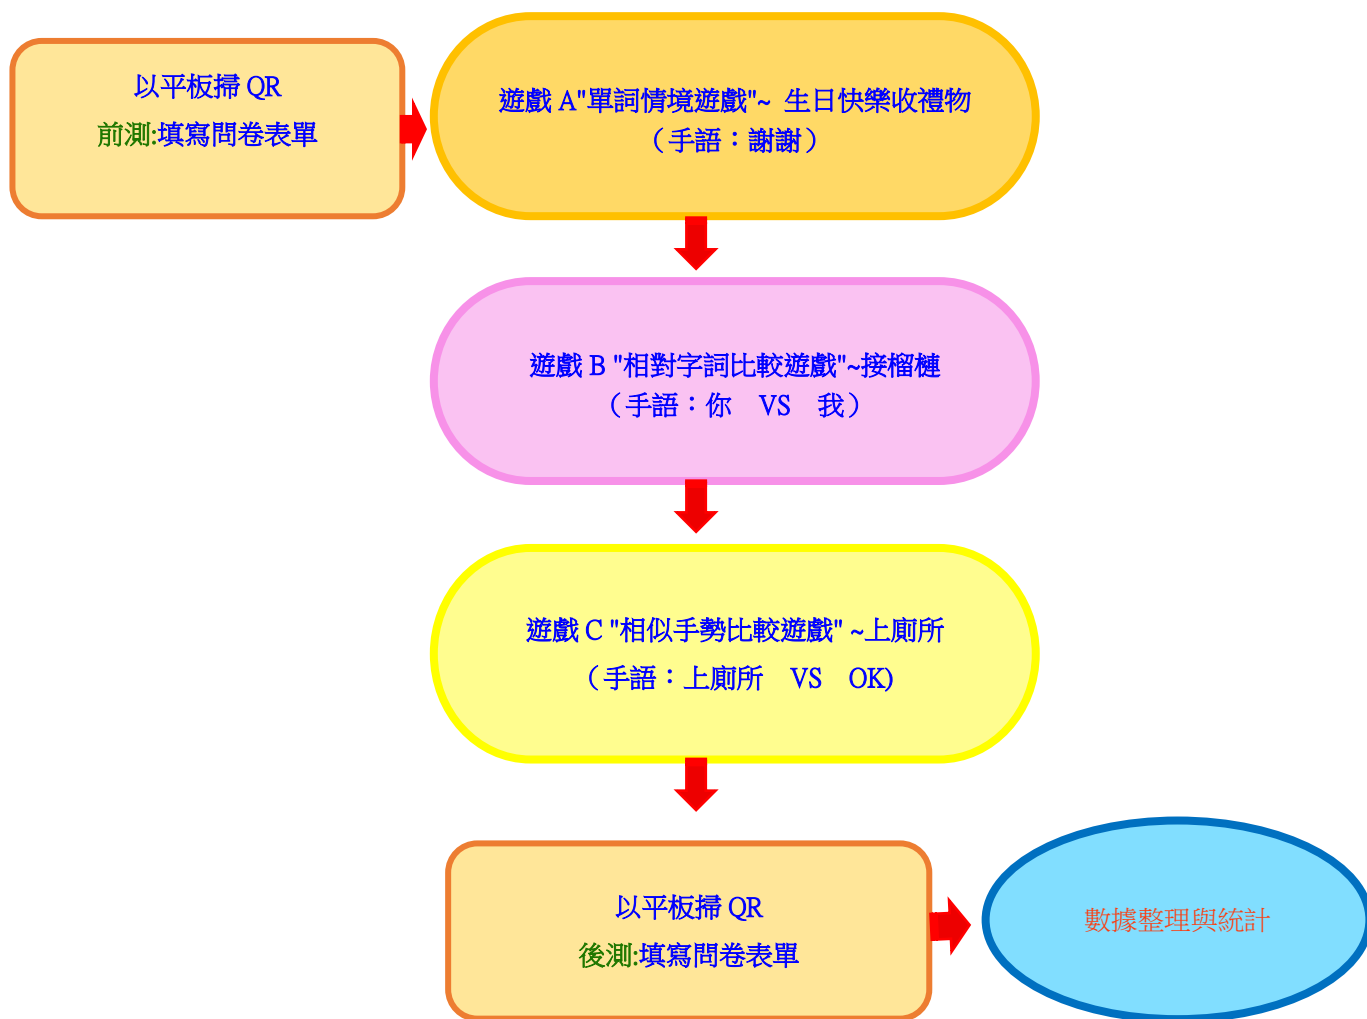 以平板掃 QR
前測:填寫問卷表單
遊戲 A"單詞情境遊戲"~ 生日快樂收禮物
（手語：謝謝）
遊戲 B "相對字詞比較遊戲"~接榴槤
（手語：你　VS　我）
遊戲 C "相似手勢比較遊戲" ~上廁所
（手語：上廁所　VS　OK)
以平板掃 QR
後測:填寫問卷表單
數據整理與統計